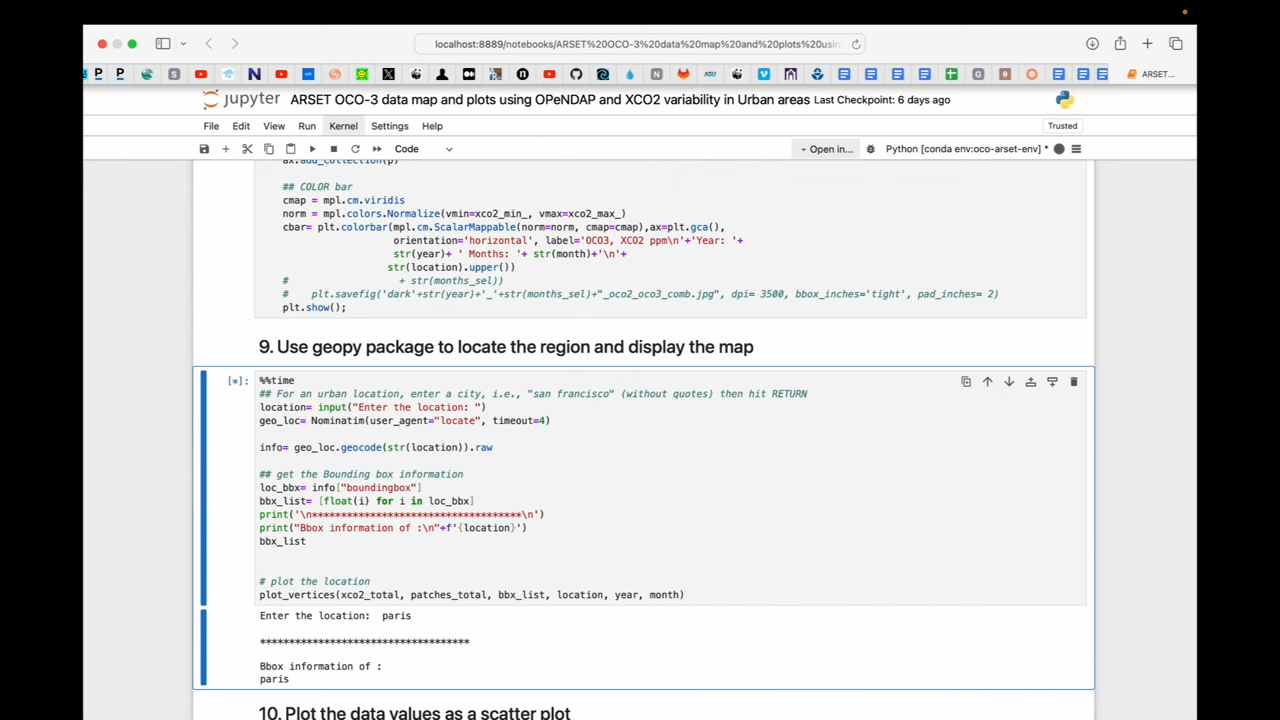 localhost:8889/notebooks/ARSET%20OCO-3%20data%20map%20and%20plots%20usin
ARSET...
jupyter ARSET OCO-3 data map and plots using OPeNDAP and XCO2 variability in Urban areas Last Checkpoint: 6 days ago
File Edit View Run Kernel Settings Help
Trusted
Code
Open in...
Python [conda env:oco-arset-env] *
ax.add_collection(p)
## COLOR bar
cmap = mpl.cm.viridis
norm = mpl.colors.Normalize(vmin=xco2_min_, vmax=xco2_max_)
cbar= plt.colorbar(mpl.cm.ScalarMappable(norm=norm, cmap=cmap),ax=plt.gca(),
orientation='horizontal', label='OCO3, XCO2 ppm\n'+'Year: '+
str(year)+ ' Months: '+ str(month)+'\n'+
str(location).upper())
# + str(months_sel))
# plt.savefig('dark'+str(year)+'_'+str(months_sel)+"_oco2_oco3_comb.jpg", dpi= 3500, bbox_inches='tight', pad_inches= 2)
plt.show();
9. Use geopy package to locate the region and display the map
[*]:
%%time
## For an urban location, enter a city, i.e., "san francisco" (without quotes) then hit RETURN
location= input("Enter the location: ")
geo_loc= Nominatim(user_agent="locate", timeout=4)
info= geo_loc.geocode(str(location)).raw
## get the Bounding box information
loc_bbx= info["boundingbox"]
bbx_list= [float(i) for i in loc_bbx]
print('\n************************************\n')
print("Bbox information of :\n"+f'{location}')
bbx_list
# plot the location
plot_vertices(xco2_total, patches_total, bbx_list, location, year, month)
Enter the location: paris
************************************
Bbox information of :
paris
10. Plot the data values as a scatter plot